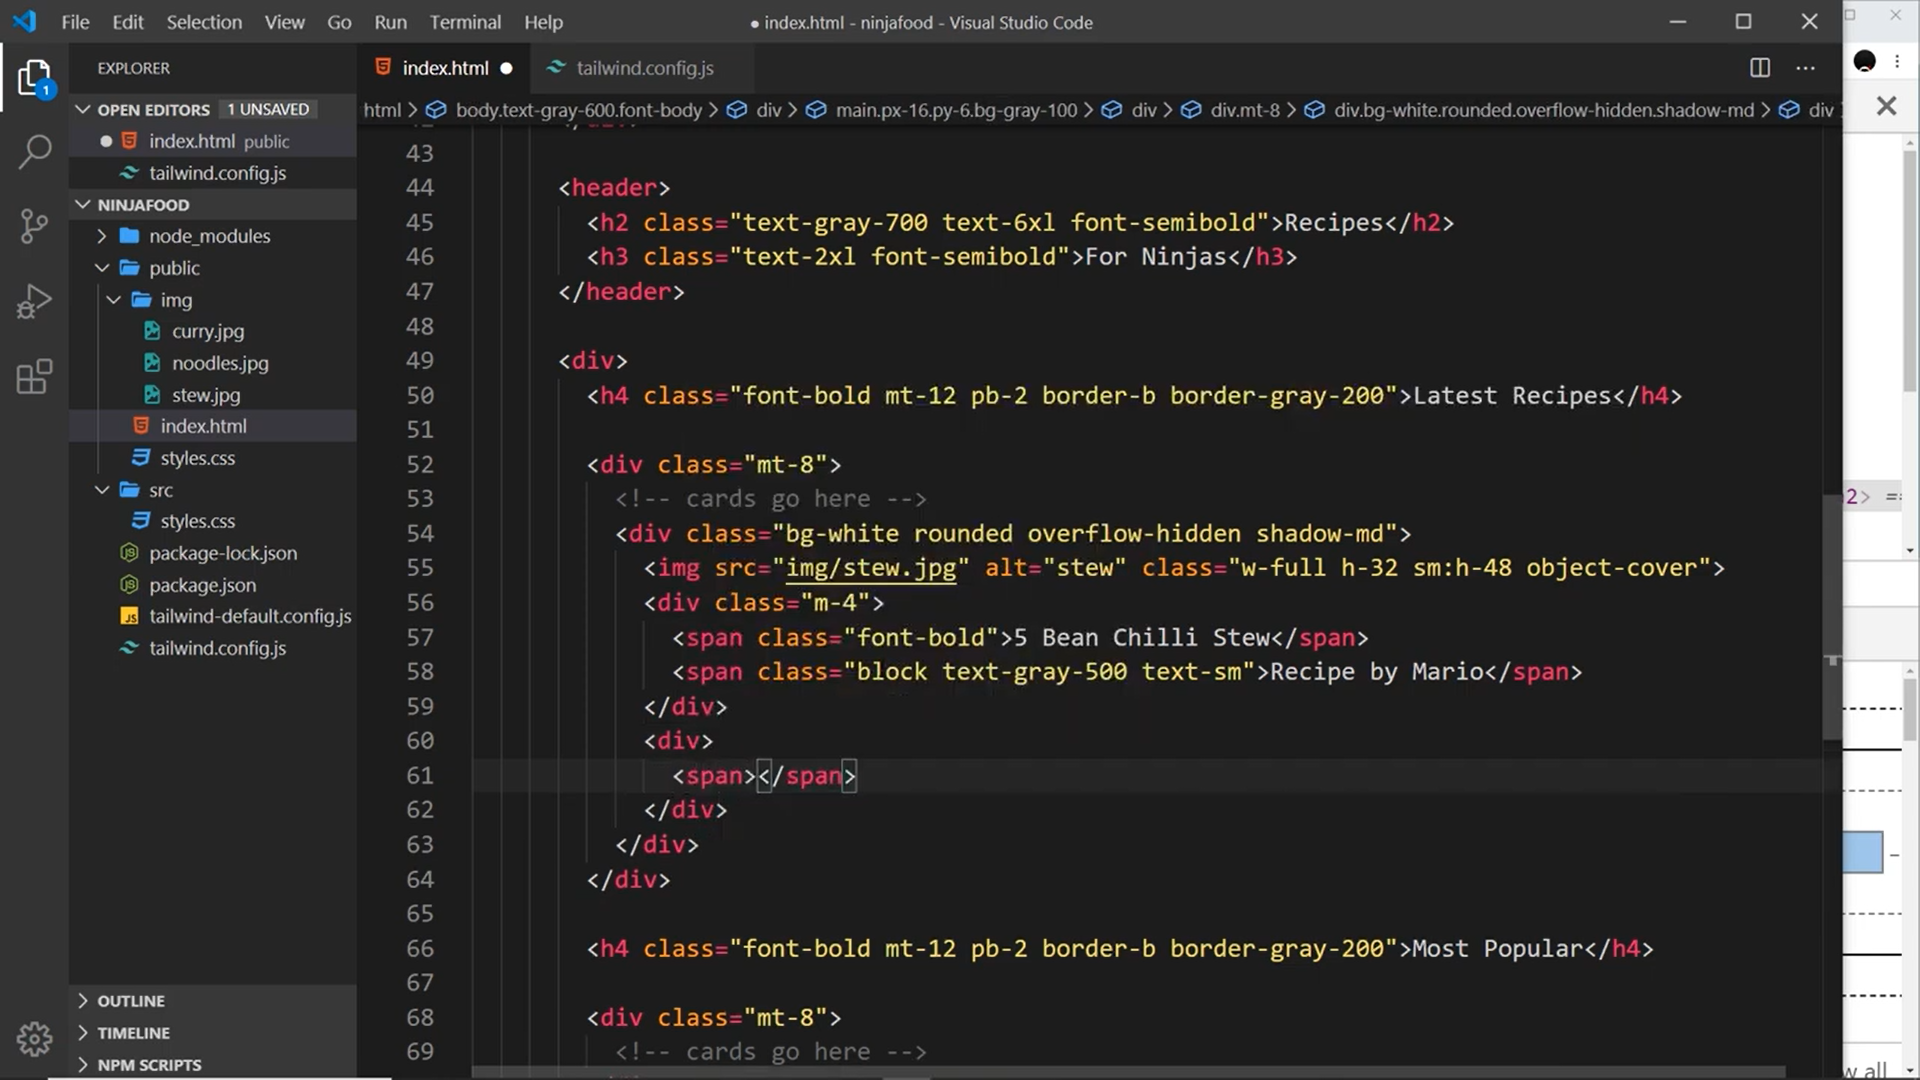 File Edit Selection View Go Run Terminal Help
● index.html - ninjafood - Visual Studio Code
EXPLORER
OPEN EDITORS 1 UNSAVED
index.html public
tailwind.config.js
NINJAFOOD
node_modules
public
img
curry.jpg
noodles.jpg
stew.jpg
index.html
styles.css
src
styles.css
package-lock.json
package.json
tailwind-default.config.js
tailwind.config.js
OUTLINE
TIMELINE
NPM SCRIPTS
1
index.html ● tailwind.config.js
html > body.text-gray-600.font-body > div > main.px-16.py-6.bg-gray-100 > div > div.mt-8 > div.bg-white.rounded.overflow-hidden.shadow-md > div
43
44 <header>
45 <h2 class="text-gray-700 text-6xl font-semibold">Recipes</h2>
46 <h3 class="text-2xl font-semibold">For Ninjas</h3>
47 </header>
48
49 <div>
50 <h4 class="font-bold mt-12 pb-2 border-b border-gray-200">Latest Recipes</h4>
51
52 <div class="mt-8">
53 <!-- cards go here -->
54 <div class="bg-white rounded overflow-hidden shadow-md">
55 <img src="img/stew.jpg" alt="stew" class="w-full h-32 sm:h-48 object-cover">
56 <div class="m-4">
57 <span class="font-bold">5 Bean Chilli Stew</span>
58 <span class="block text-gray-500 text-sm">Recipe by Mario</span>
59 </div>
60 <div>
61 <span></span>
62 </div>
63 </div>
64 </div>
65
66 <h4 class="font-bold mt-12 pb-2 border-b border-gray-200">Most Popular</h4>
67
68 <div class="mt-8">
69 <!-- cards go here -->
2> ==
w all